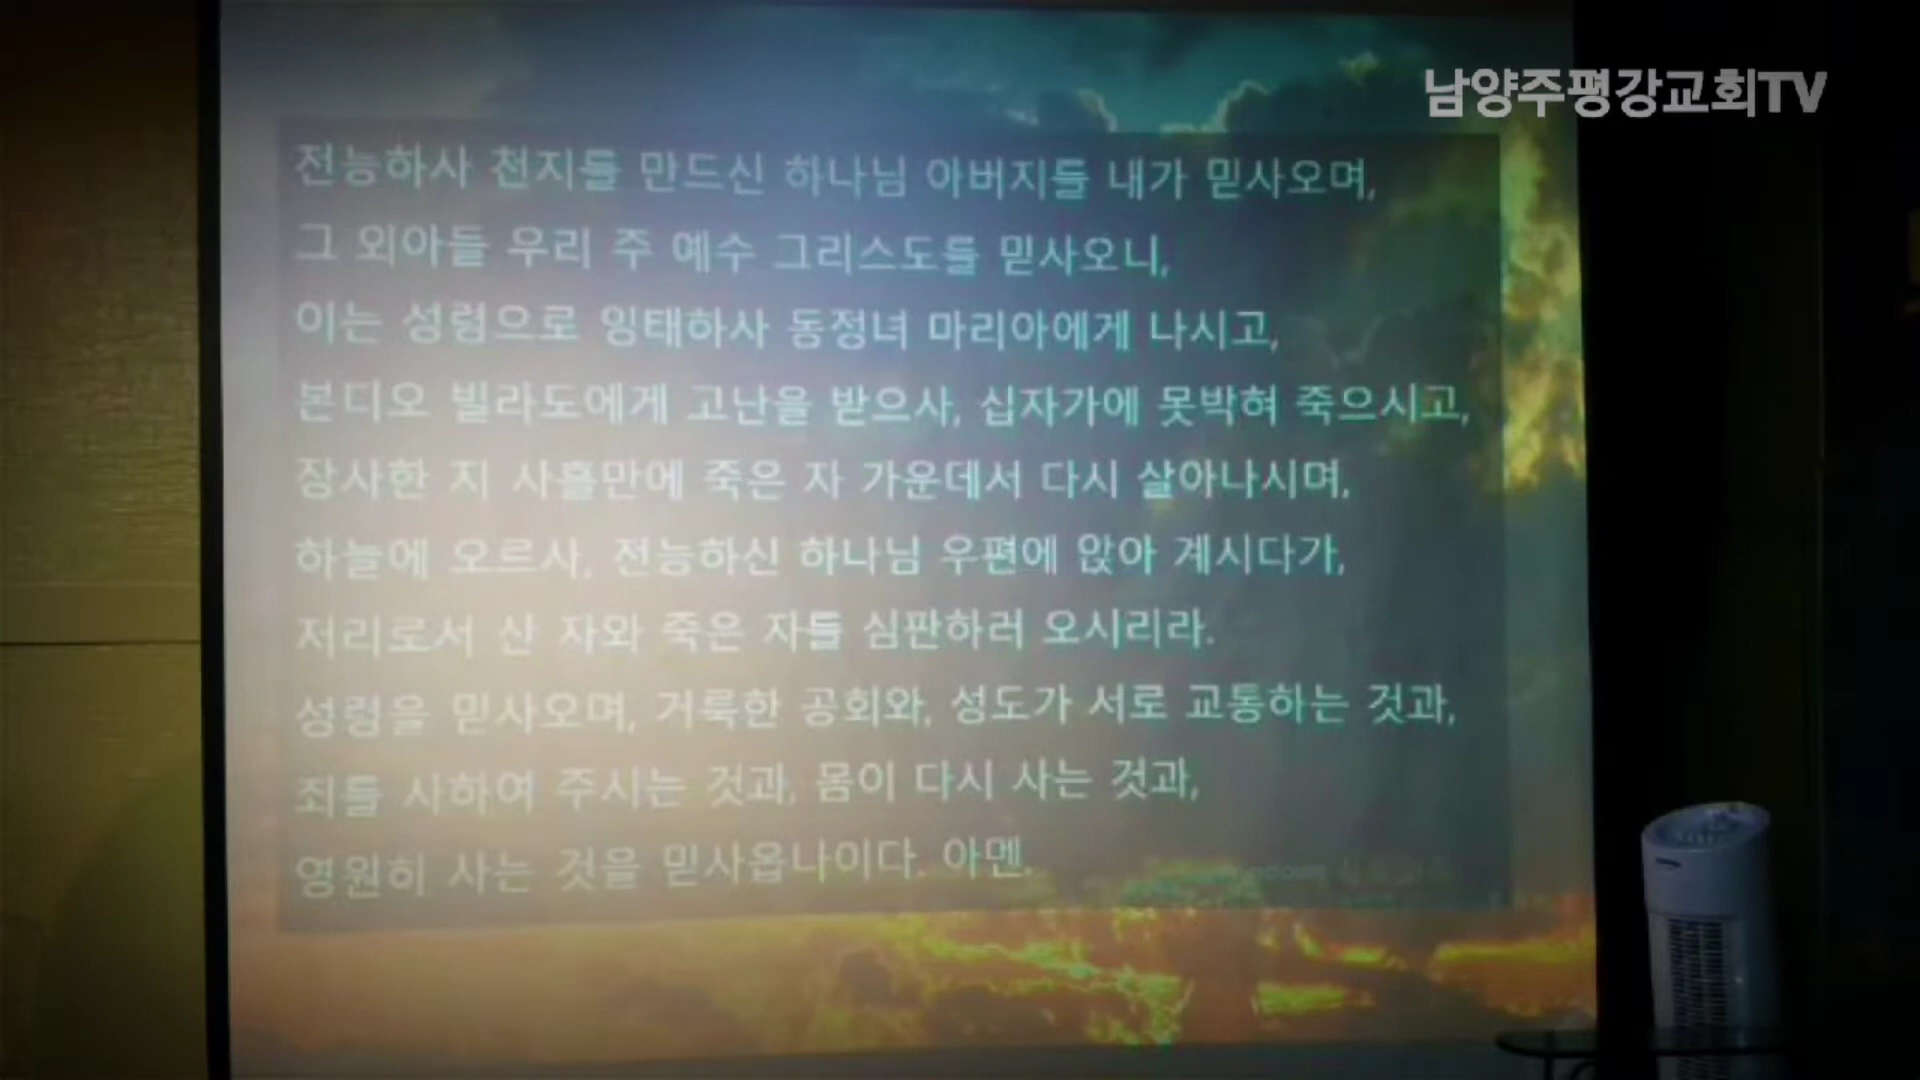 남양주평강교회TV
전능하사 천지를 만드신 하나님 아버지를 내가 믿사오며,
그 외아들 우리 주 예수 그리스도를 믿사오니,
이는 성령으로 잉태하사 동정녀 마리아에게 나시고,
본디오 빌라도에게 고난을 받으사, 십자가에 못박혀 죽으시고,
장사한 지 사흘만에 죽은 자 가운데서 다시 살아나시며,
하늘에 오르사, 전능하신 하나님 우편에 앉아 계시다가,
저리로서 산 자와 죽은 자를 심판하러 오시리라.
성령을 믿사오며, 거룩한 공회와, 성도가 서로 교통하는 것과,
죄를 사하여 주시는 것과, 몸이 다시 사는 것과,
영원히 사는 것을 믿사옵나이다. 아멘.